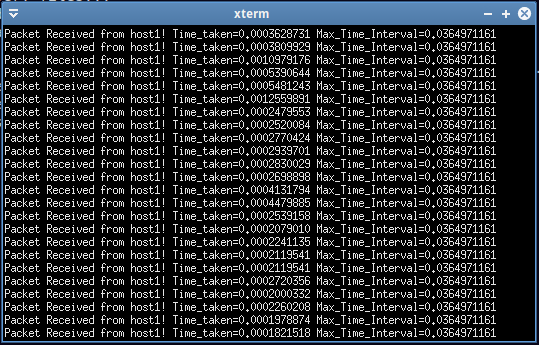 xterm
Packet Received from host1! Time_taken=0.0003628731 Max_Time_Interval=0.0364971161
Packet Received from host1! Time_taken=0.0003809929 Max_Time_Interval=0.0364971161
Packet Received from host1! Time_taken=0.0010979176 Max_Time_Interval=0.0364971161
Packet Received from host1! Time_taken=0.0005390644 Max_Time_Interval=0.0364971161
Packet Received from host1! Time_taken=0.0005481243 Max_Time_Interval=0.0364971161
Packet Received from host1! Time_taken=0.0012559891 Max_Time_Interval=0.0364971161
Packet Received from host1! Time_taken=0.0002479553 Max_Time_Interval=0.0364971161
Packet Received from host1! Time_taken=0.0002520084 Max_Time_Interval=0.0364971161
Packet Received from host1! Time_taken=0.0002770424 Max_Time_Interval=0.0364971161
Packet Received from host1! Time_taken=0.0002939701 Max_Time_Interval=0.0364971161
Packet Received from host1! Time_taken=0.0002830029 Max_Time_Interval=0.0364971161
Packet Received from host1! Time_taken=0.0002698898 Max_Time_Interval=0.0364971161
Packet Received from host1! Time_taken=0.0004131794 Max_Time_Interval=0.0364971161
Packet Received from host1! Time_taken=0.0004479885 Max_Time_Interval=0.0364971161
Packet Received from host1! Time_taken=0.0002539158 Max_Time_Interval=0.0364971161
Packet Received from host1! Time_taken=0.0002079010 Max_Time_Interval=0.0364971161
Packet Received from host1! Time_taken=0.0002241135 Max_Time_Interval=0.0364971161
Packet Received from host1! Time_taken=0.0002119541 Max_Time_Interval=0.0364971161
Packet Received from host1! Time_taken=0.0002119541 Max_Time_Interval=0.0364971161
Packet Received from host1! Time_taken=0.0002720356 Max_Time_Interval=0.0364971161
Packet Received from host1! Time_taken=0.0002000332 Max_Time_Interval=0.0364971161
Packet Received from host1! Time_taken=0.0002260208 Max_Time_Interval=0.0364971161
Packet Received from host1! Time_taken=0.0001978874 Max_Time_Interval=0.0364971161
Packet Received from host1! Time_taken=0.0001821518 Max_Time_Interval=0.0364971161